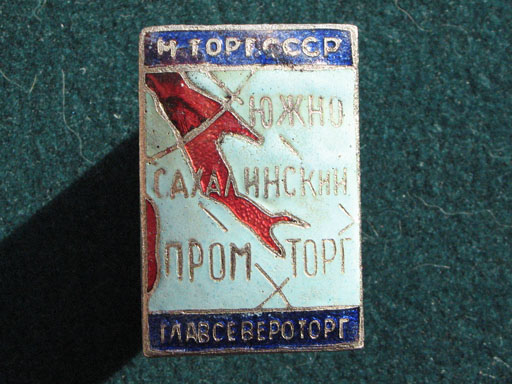 М-ТОРГ.СССР
ЮЖНО
САХАЛИНСКИЙ
ПРОМ ТОРГ
ГЛАВСЕВЕРОТОРГ